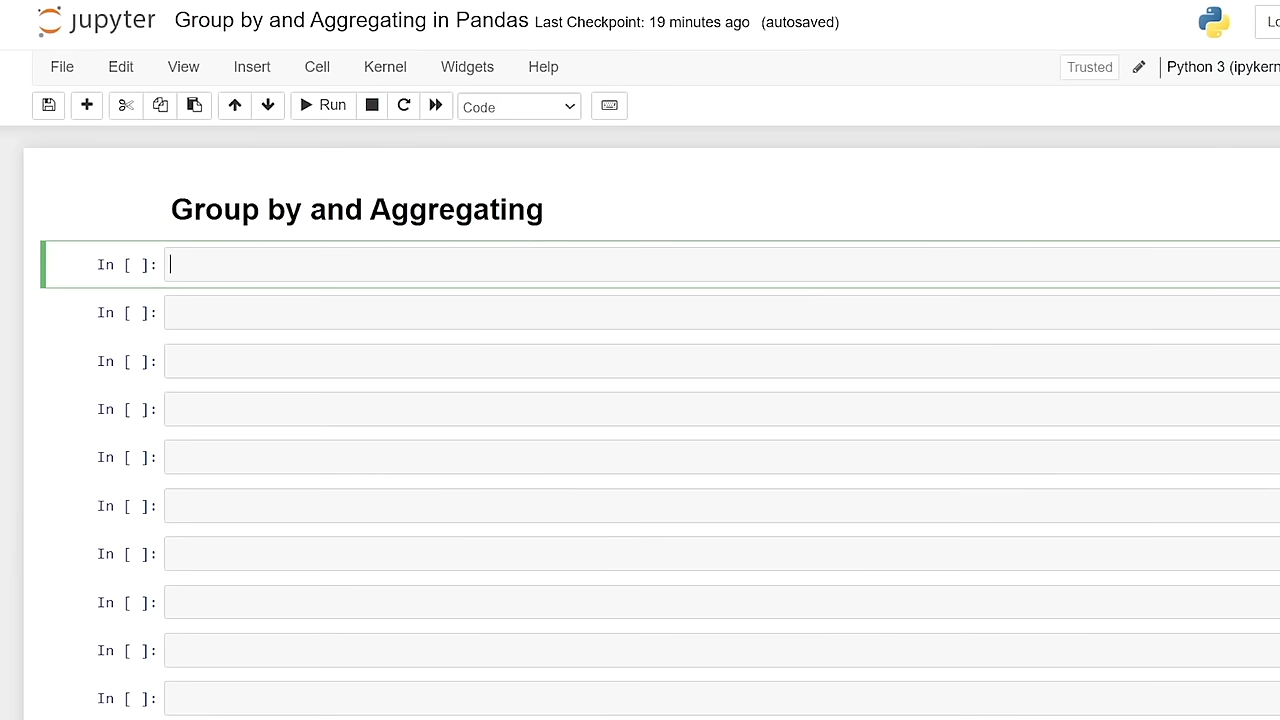 jupyter Group by and Aggregating in Pandas Last Checkpoint: 19 minutes ago (autosaved)
File Edit View Insert Cell Kernel Widgets Help Trusted Python 3 (ipykern
Run Code
Group by and Aggregating
In [ ]:
In [ ]:
In [ ]:
In [ ]:
In [ ]:
In [ ]:
In [ ]:
In [ ]:
In [ ]:
In [ ]: